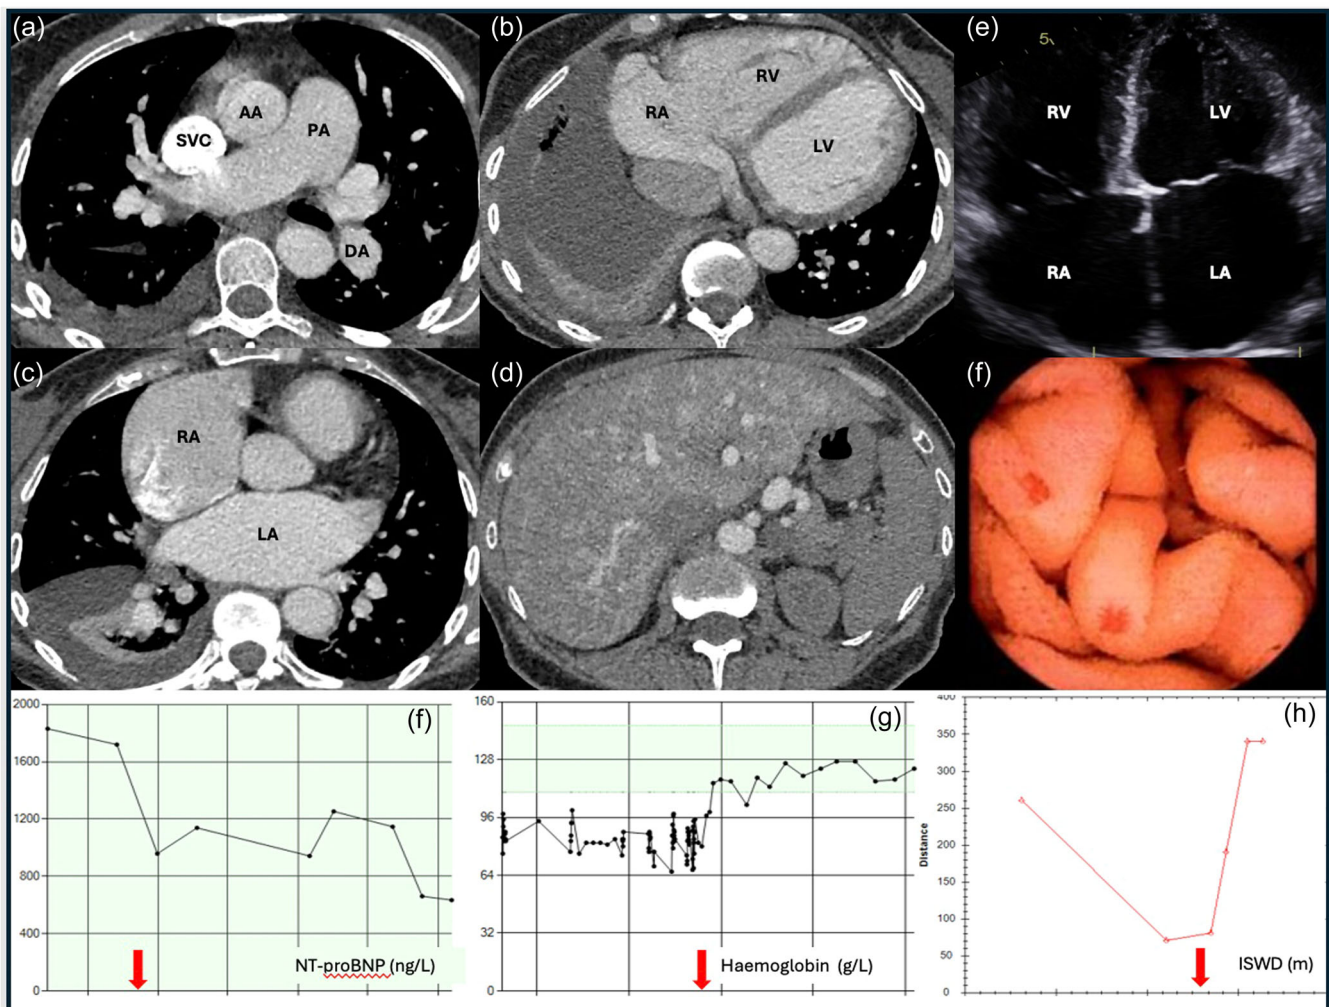 (a)
AA
SVC
PA
DA
(b)
RV
RA
LV
(e)
5
RV
LV
RA
LA
(c)
RA
LA
(d)
(f)
2000
1600
1200
800
400
0
(f)
NT-proBNP (ng/L)
160
128
96
64
32
0
(g)
Haemoglobin (g/L)
400
350
300
250
200
150
100
50
0
Distance
(h)
ISWD (m)